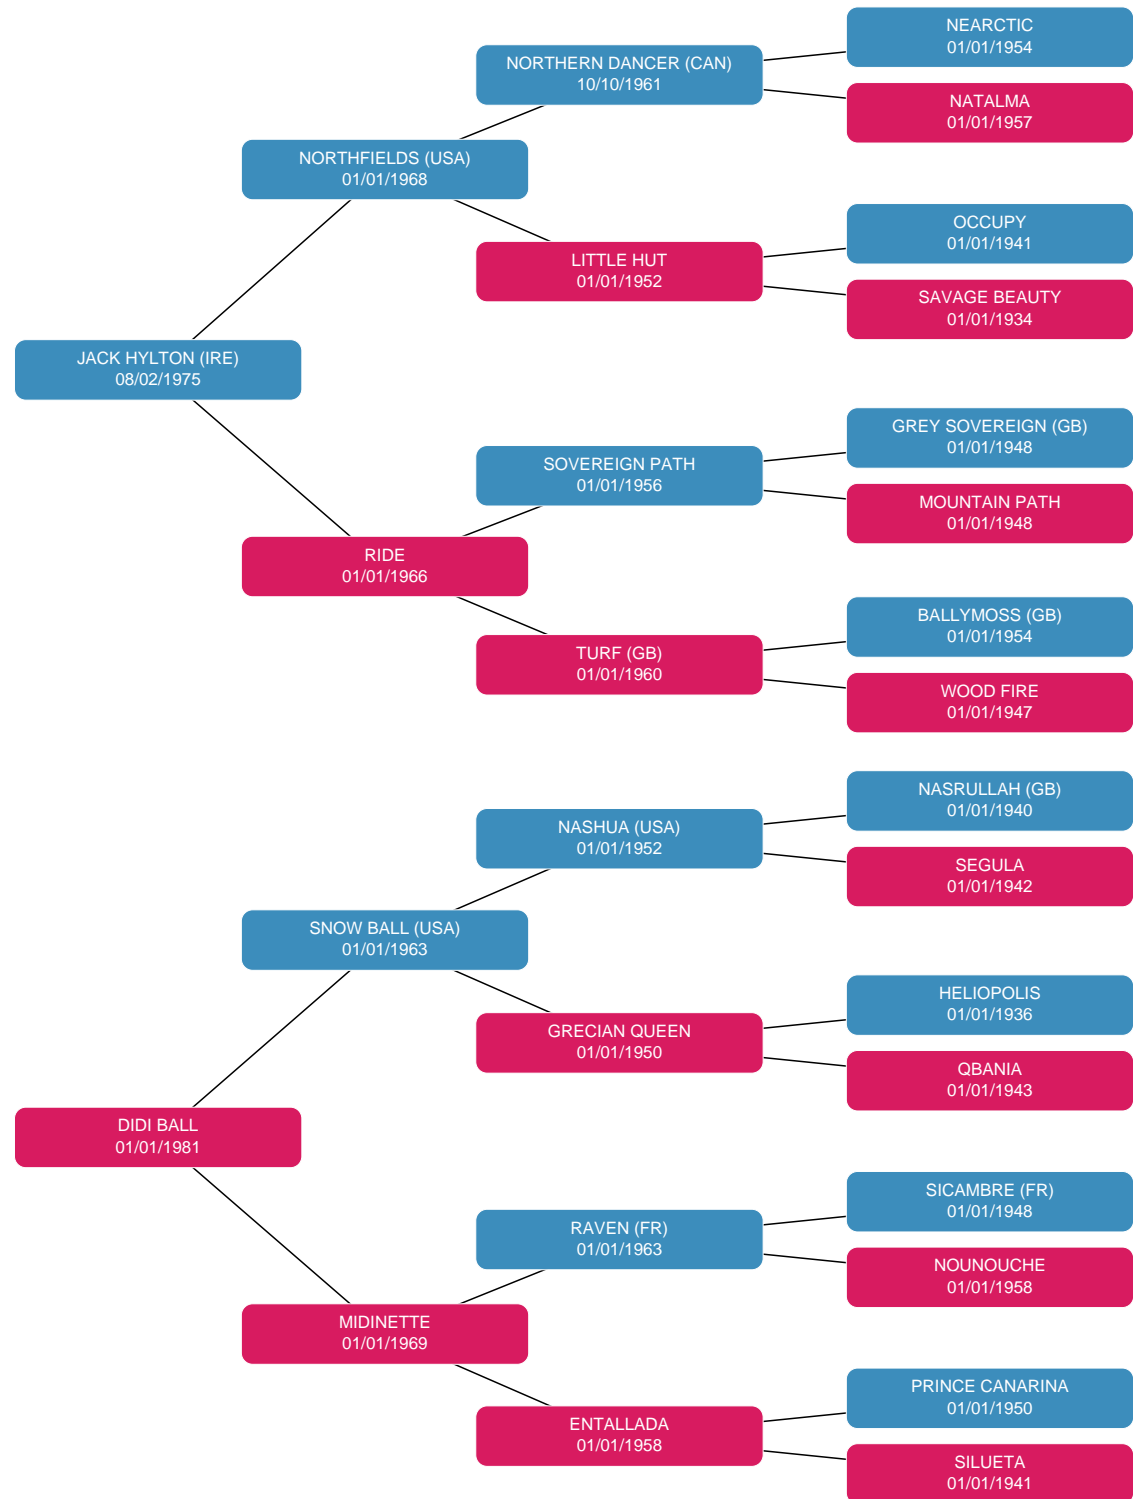 NEARCTIC
01/01/1954
NORTHERN DANCER (CAN)
10/10/1961
NATALMA
01/01/1957
NORTHFIELDS (USA)
01/01/1968
OCCUPY
01/01/1941
LITTLE HUT
01/01/1952
SAVAGE BEAUTY
01/01/1934
JACK HYLTON (IRE)
08/02/1975
GREY SOVEREIGN (GB)
01/01/1948
SOVEREIGN PATH
01/01/1956
MOUNTAIN PATH
01/01/1948
RIDE
01/01/1966
BALLYMOSS (GB)
01/01/1954
TURF (GB)
01/01/1960
WOOD FIRE
01/01/1947
NASRULLAH (GB)
01/01/1940
NASHUA (USA)
01/01/1952
SEGULA
01/01/1942
SNOW BALL (USA)
01/01/1963
HELIOPOLIS
01/01/1936
GRECIAN QUEEN
01/01/1950
QBANIA
01/01/1943
DIDI BALL
01/01/1981
SICAMBRE (FR)
01/01/1948
RAVEN (FR)
01/01/1963
NOUNOUCHE
01/01/1958
MIDINETTE
01/01/1969
PRINCE CANARINA
01/01/1950
ENTALLADA
01/01/1958
SILUETA
01/01/1941